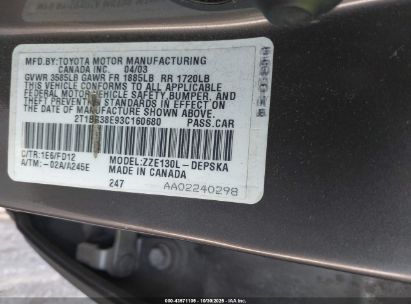 MFD.BY:TOYOTA MOTOR MANUFACTURING
CANADA INC. 04/03
GVWR 3585LB GAWR FR 1885LB RR 1720LB
THIS VEHICLE CONFORMS TO ALL APPLICABLE
FEDERAL MOTOR VEHICLE SAFETY, BUMPER, AND
THEFT PREVENTION STANDARDS IN EFFECT ON
THE DATE OF MANUFACTURE SHOWN ABOVE.
2T1BR38E93C160680 PASS.CAR
C/TR:1E6/FD12 MODEL:ZZE130L-DEPSKA
A/TM:-02A/A245E MADE IN CANADA
247 AA02240298